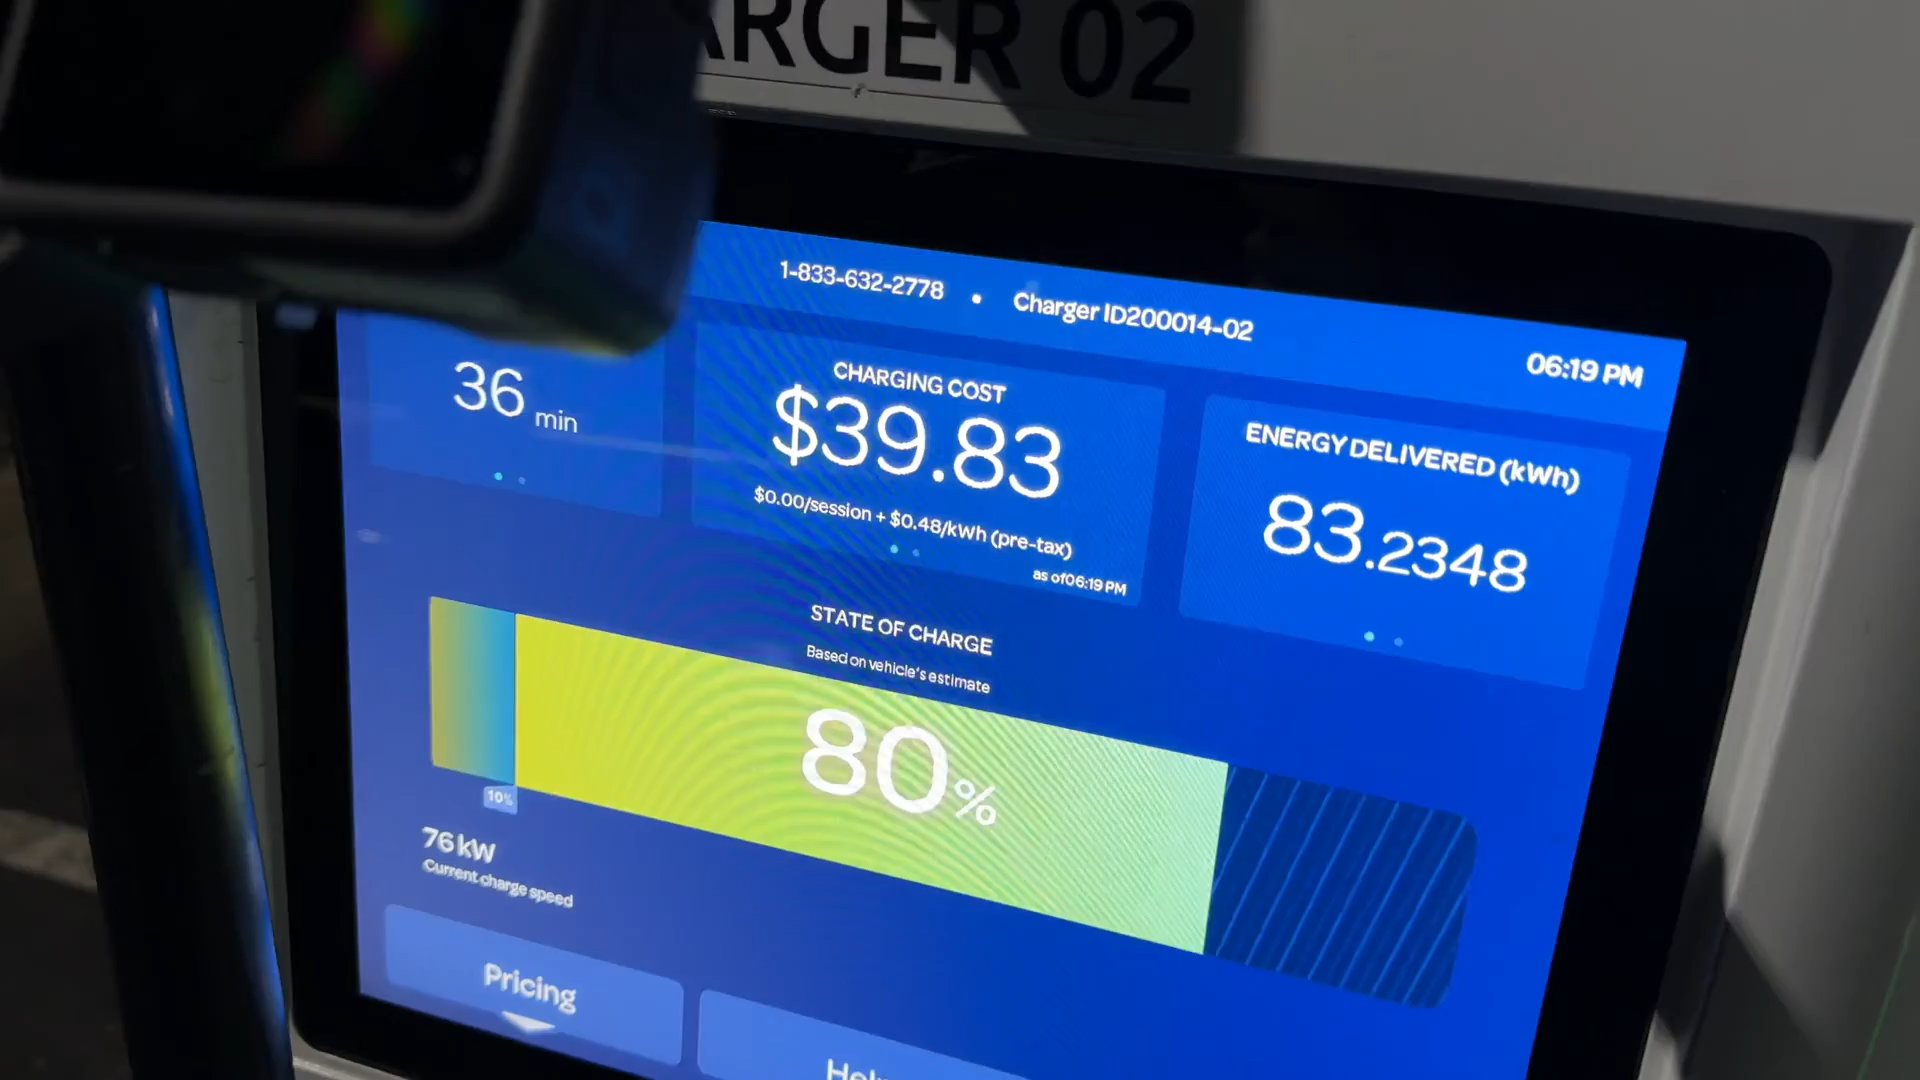 ARGER 02
1-833-632-2778 • Charger ID200014-02
06:19 PM
36 min
CHARGING COST
$39.83
$0.00/session + $0.48/kWh (pre-tax)
as of06:19 PM
ENERGY DELIVERED (kWh)
83.2348
STATE OF CHARGE
Based on vehicle's estimate
80%
10%
76 kW
Current charge speed
Pricing